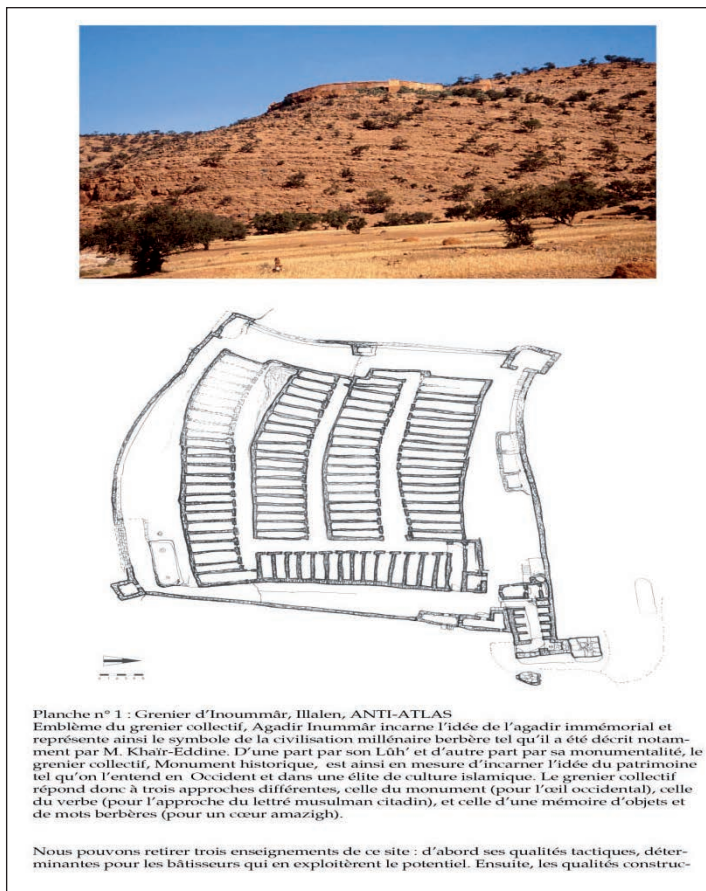 Planche n° 1 : Grenier d'Inoummâr, Illalen, ANTI-ATLAS
Emblème du grenier collectif, Agadir Inummâr incarne l'idée de l'agadir immémorial et
représente ainsi le symbole de la civilisation millénaire berbère tel qu'il a été décrit notam-
ment par M. Khaïr-Eddine. D'une part par son Lûh' et d'autre part par sa monumentalité, le
grenier collectif, Monument historique, est ainsi en mesure d'incarner l'idée du patrimoine
tel qu'on l'entend en Occident et dans une élite de culture islamique. Le grenier collectif
répond donc à trois approches différentes, celle du monument (pour l'œil occidental), celle
du verbe (pour l'approche du lettré musulman citadin), et celle d'une mémoire d'objets et
de mots berbères (pour un cœur amazigh).
Nous pouvons retirer trois enseignements de ce site : d'abord ses qualités tactiques, déter-
minantes pour les bâtisseurs qui en exploitèrent le potentiel. Ensuite, les qualités construc-